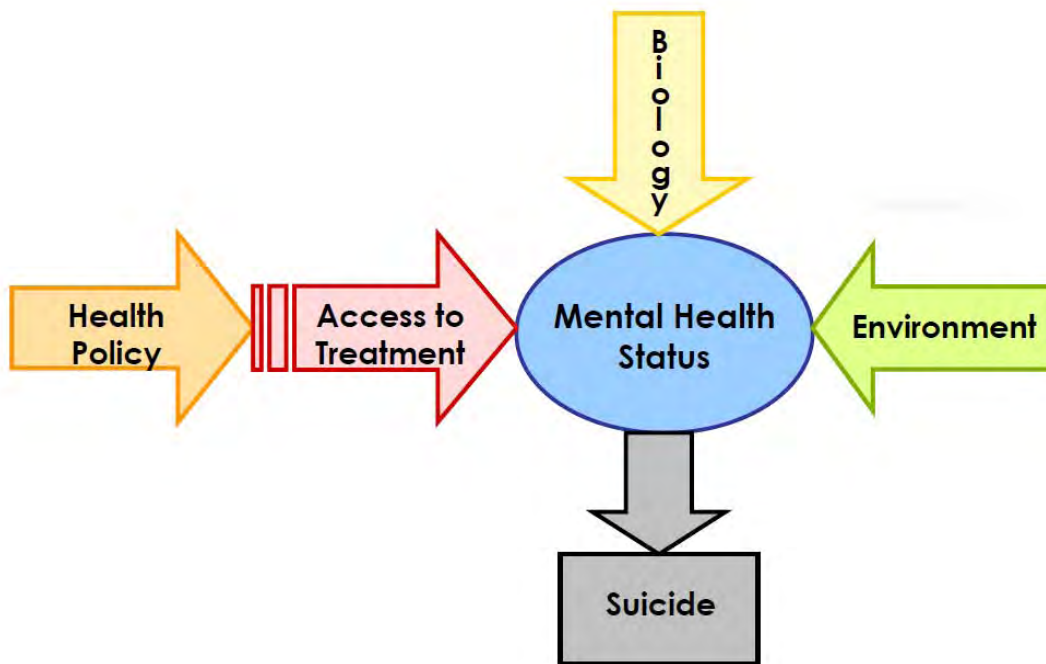 Biology
Health
Policy
Access to
Treatment
Mental Health
Status
Environment
Suicide